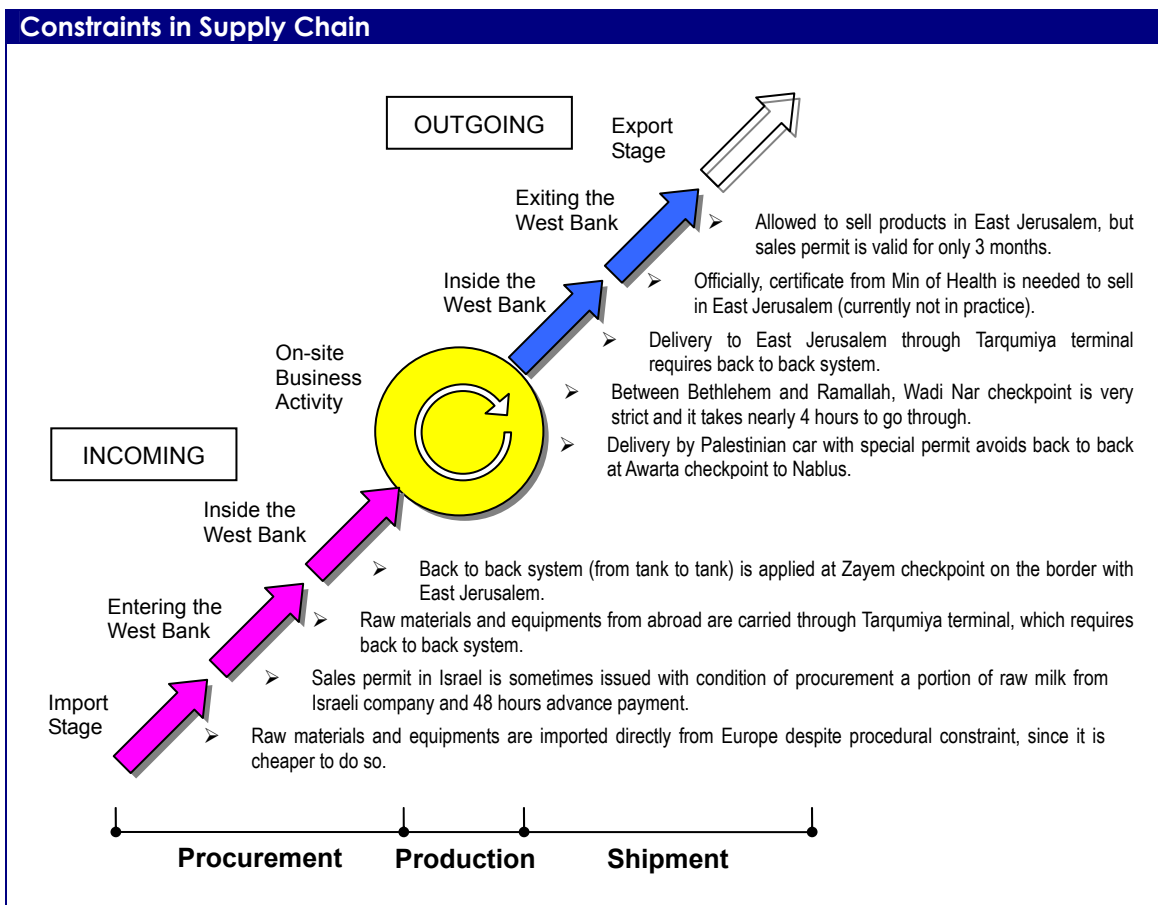 Constraints in Supply Chain
OUTGOING
Export
Stage
Exiting the
West Bank
➢ Allowed to sell products in East Jerusalem, but
sales permit is valid for only 3 months.
Inside the
West Bank
➢ Officially, certificate from Min of Health is needed to sell
in East Jerusalem (currently not in practice).
➢ Delivery to East Jerusalem through Tarqumiya terminal
requires back to back system.
On-site
Business
Activity
➢ Between Bethlehem and Ramallah, Wadi Nar checkpoint is very
strict and it takes nearly 4 hours to go through.
➢ Delivery by Palestinian car with special permit avoids back to back
at Awarta checkpoint to Nablus.
INCOMING
Inside the
West Bank
➢ Back to back system (from tank to tank) is applied at Zayem checkpoint on the border with
East Jerusalem.
Entering the
West Bank
➢ Raw materials and equipments from abroad are carried through Tarqumiya terminal, which requires
back to back system.
➢ Sales permit in Israel is sometimes issued with condition of procurement a portion of raw milk from
Israeli company and 48 hours advance payment.
Import
Stage
➢ Raw materials and equipments are imported directly from Europe despite procedural constraint, since it is
cheaper to do so.
Procurement
Production
Shipment